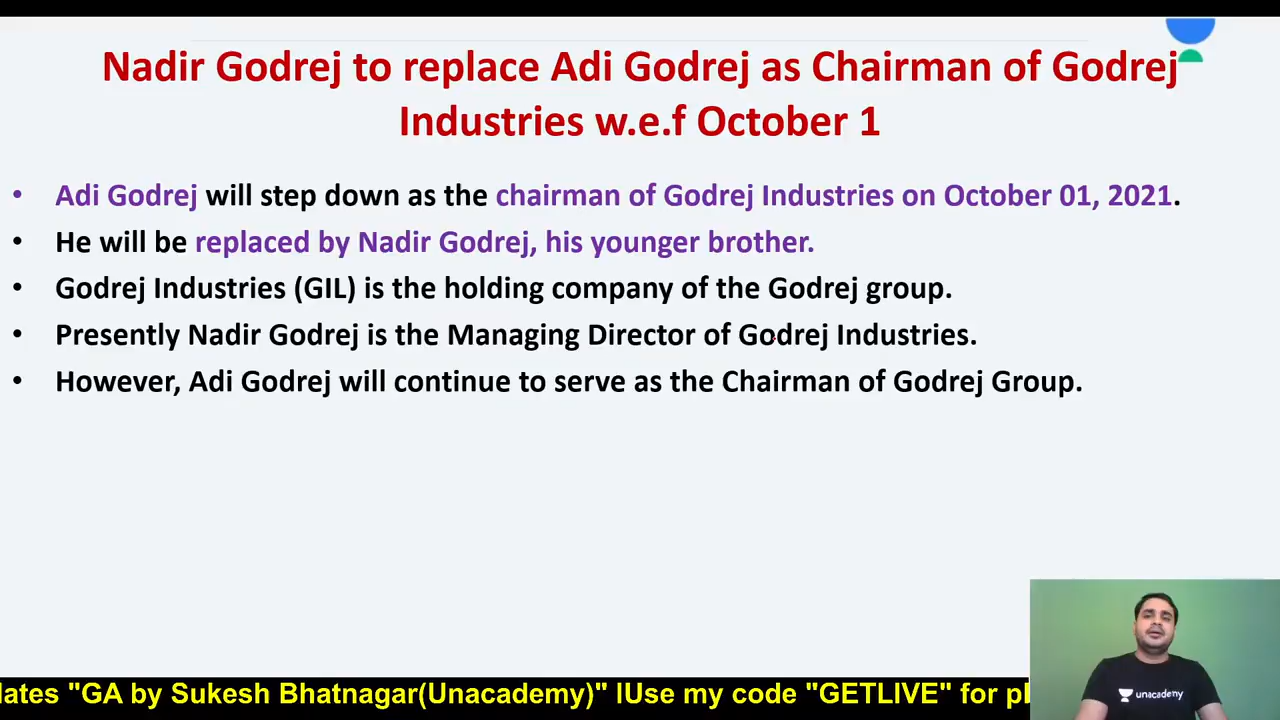 Nadir Godrej to replace Adi Godrej as Chairman of Godrej
Industries w.e.f October 1
• Adi Godrej will step down as the chairman of Godrej Industries on October 01, 2021.
• He will be replaced by Nadir Godrej, his younger brother.
• Godrej Industries (GIL) is the holding company of the Godrej group.
• Presently Nadir Godrej is the Managing Director of Godrej Industries.
• However, Adi Godrej will continue to serve as the Chairman of Godrej Group.
unacademy
lates "GA by Sukesh Bhatnagar(Unacademy)" lUse my code "GETLIVE" for pl